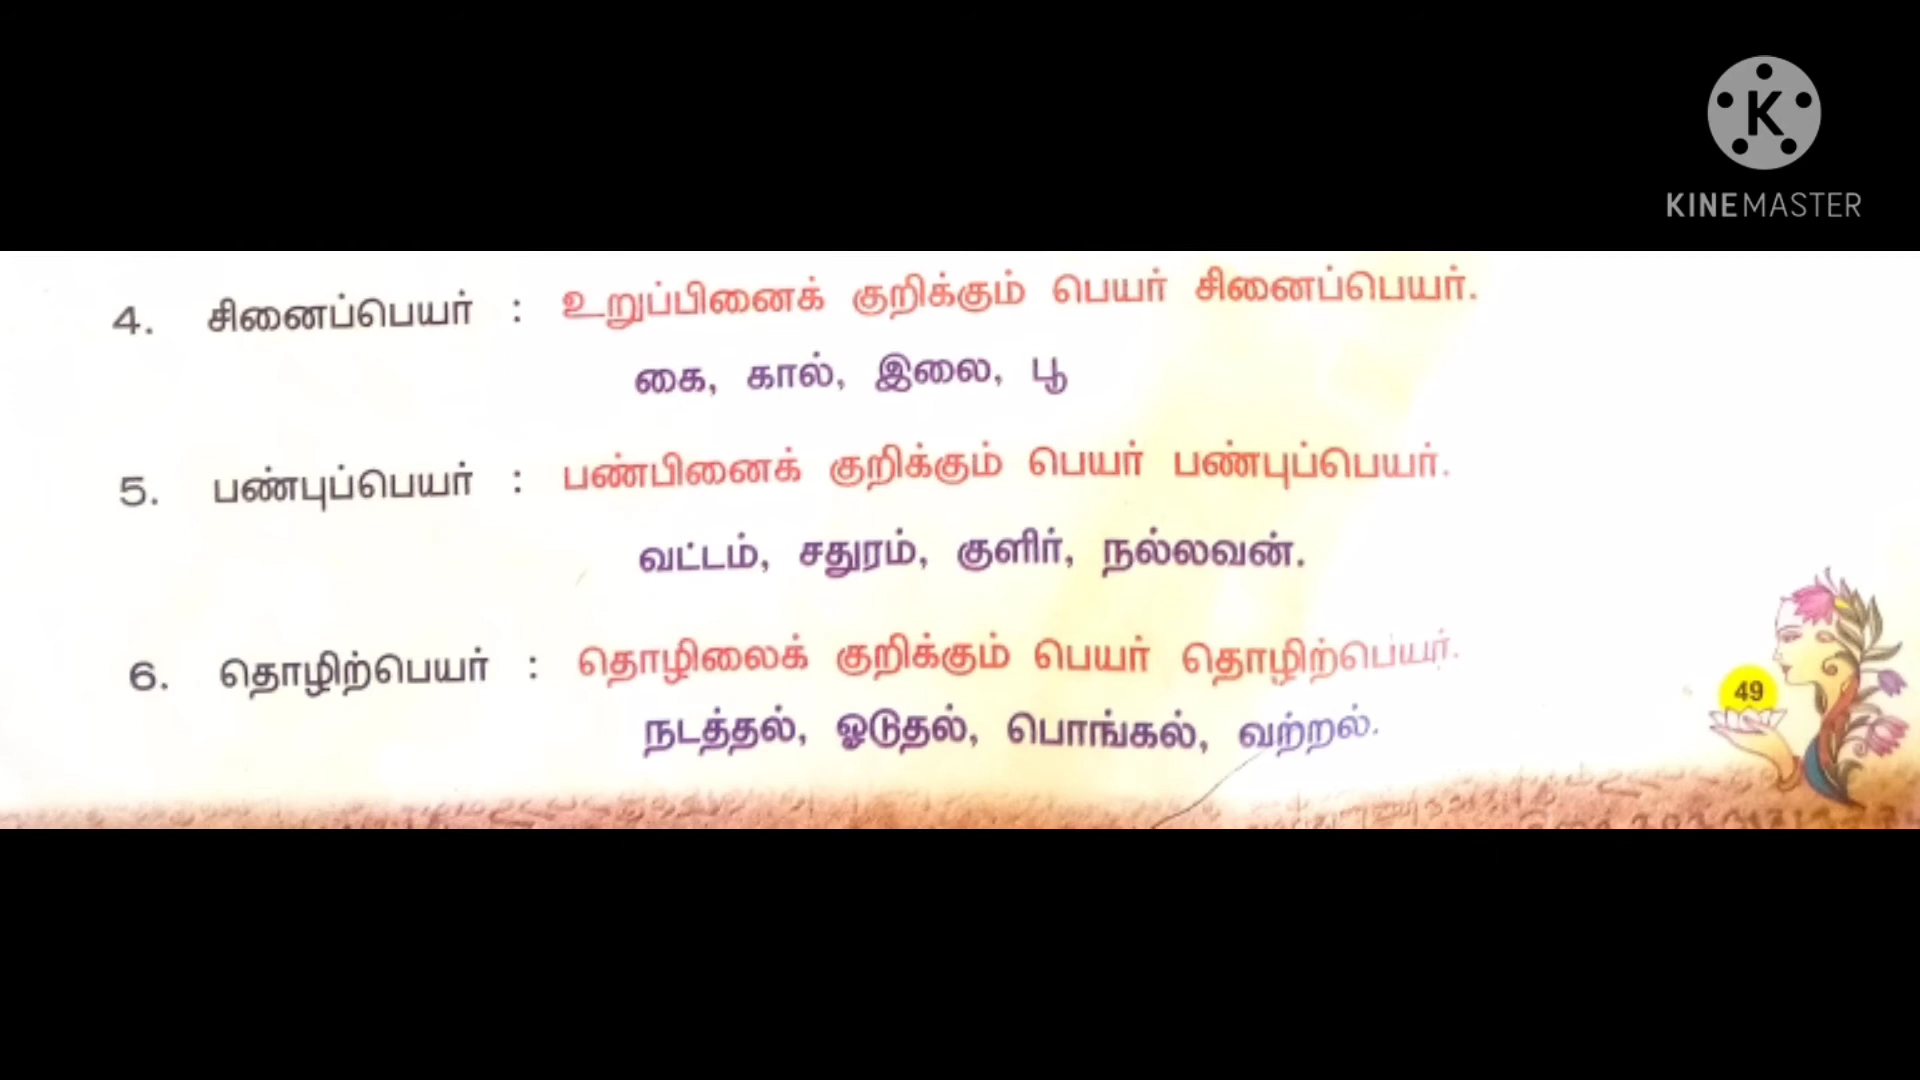 KINEMASTER
4. சினைப்பெயர் : உறுப்பினைக் குறிக்கும் பெயர் சினைப்பெயர்.
கை, கால், இலை, பூ
5. பண்புப்பெயர் : பண்பினைக் குறிக்கும் பெயர் பண்புப்பெயர்.
வட்டம், சதுரம், குளிர், நல்லவன்.
6. தொழிற்பெயர் : தொழிலைக் குறிக்கும் பெயர் தொழிற்பெயர்.
நடத்தல், ஓடுதல், பொங்கல், வற்றல்.
49